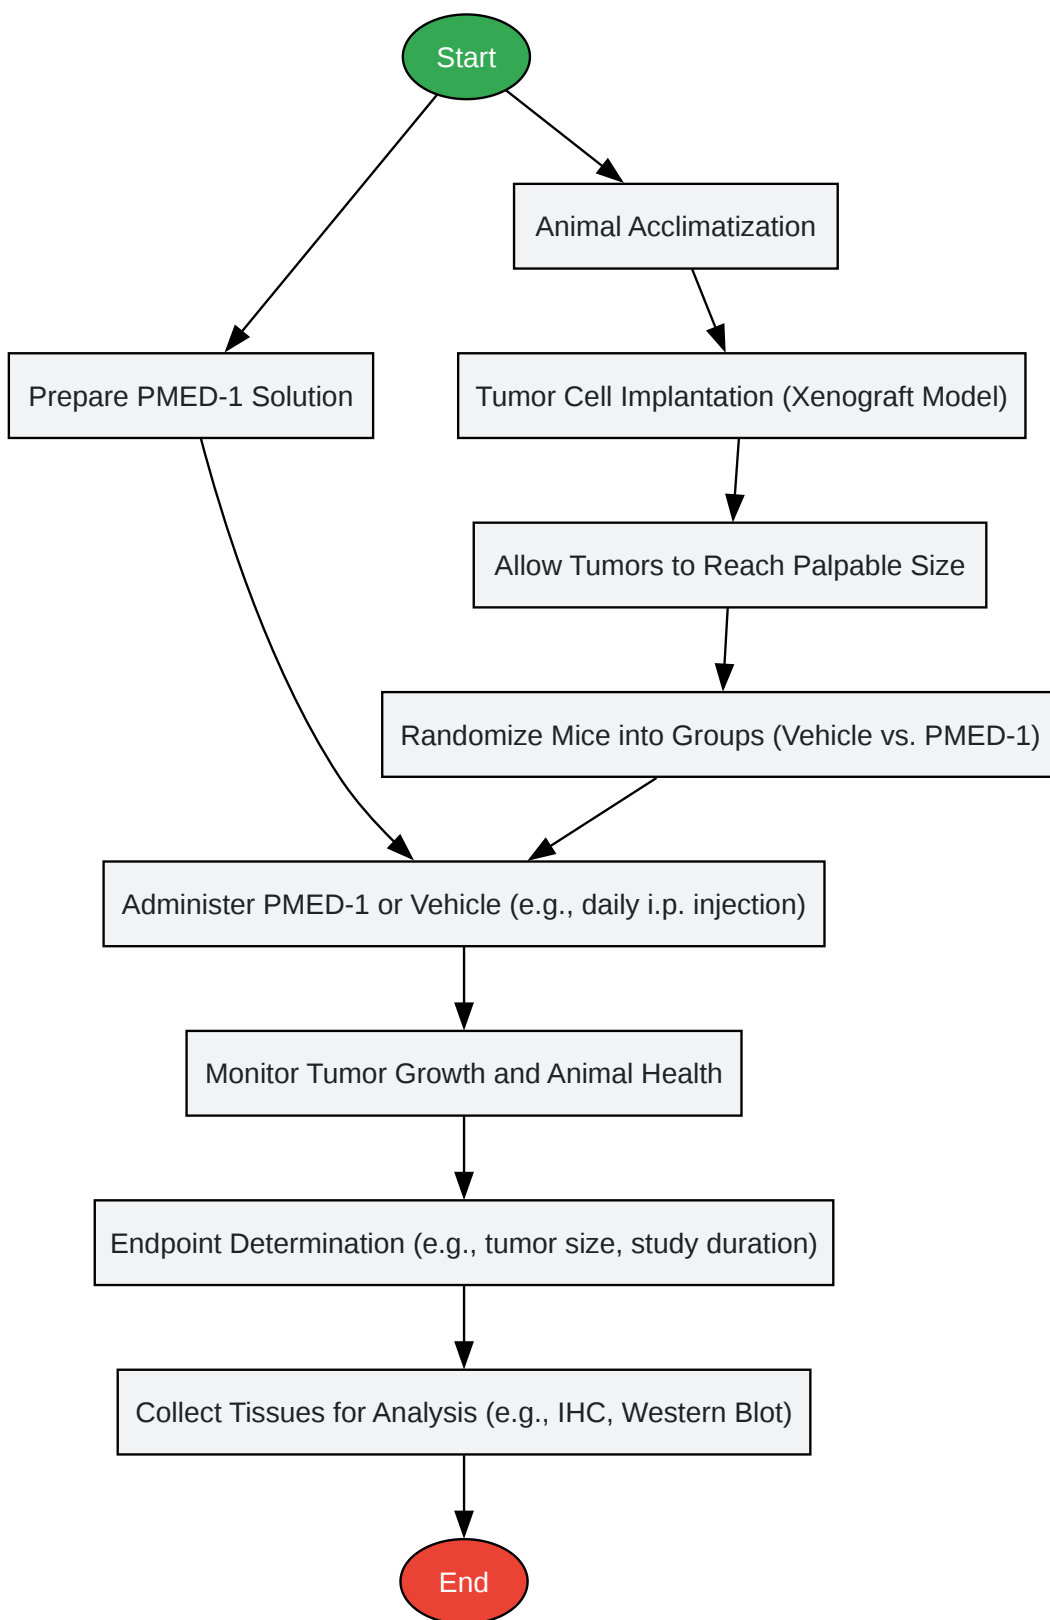 Start
Animal Acclimatization
Prepare PMED-1 Solution
Tumor Cell Implantation (Xenograft Model)
Allow Tumors to Reach Palpable Size
Randomize Mice into Groups (Vehicle vs. PMED-1)
Administer PMED-1 or Vehicle (e.g., daily i.p. injection)
Monitor Tumor Growth and Animal Health
Endpoint Determination (e.g., tumor size, study duration)
Collect Tissues for Analysis (e.g., IHC, Western Blot)
End